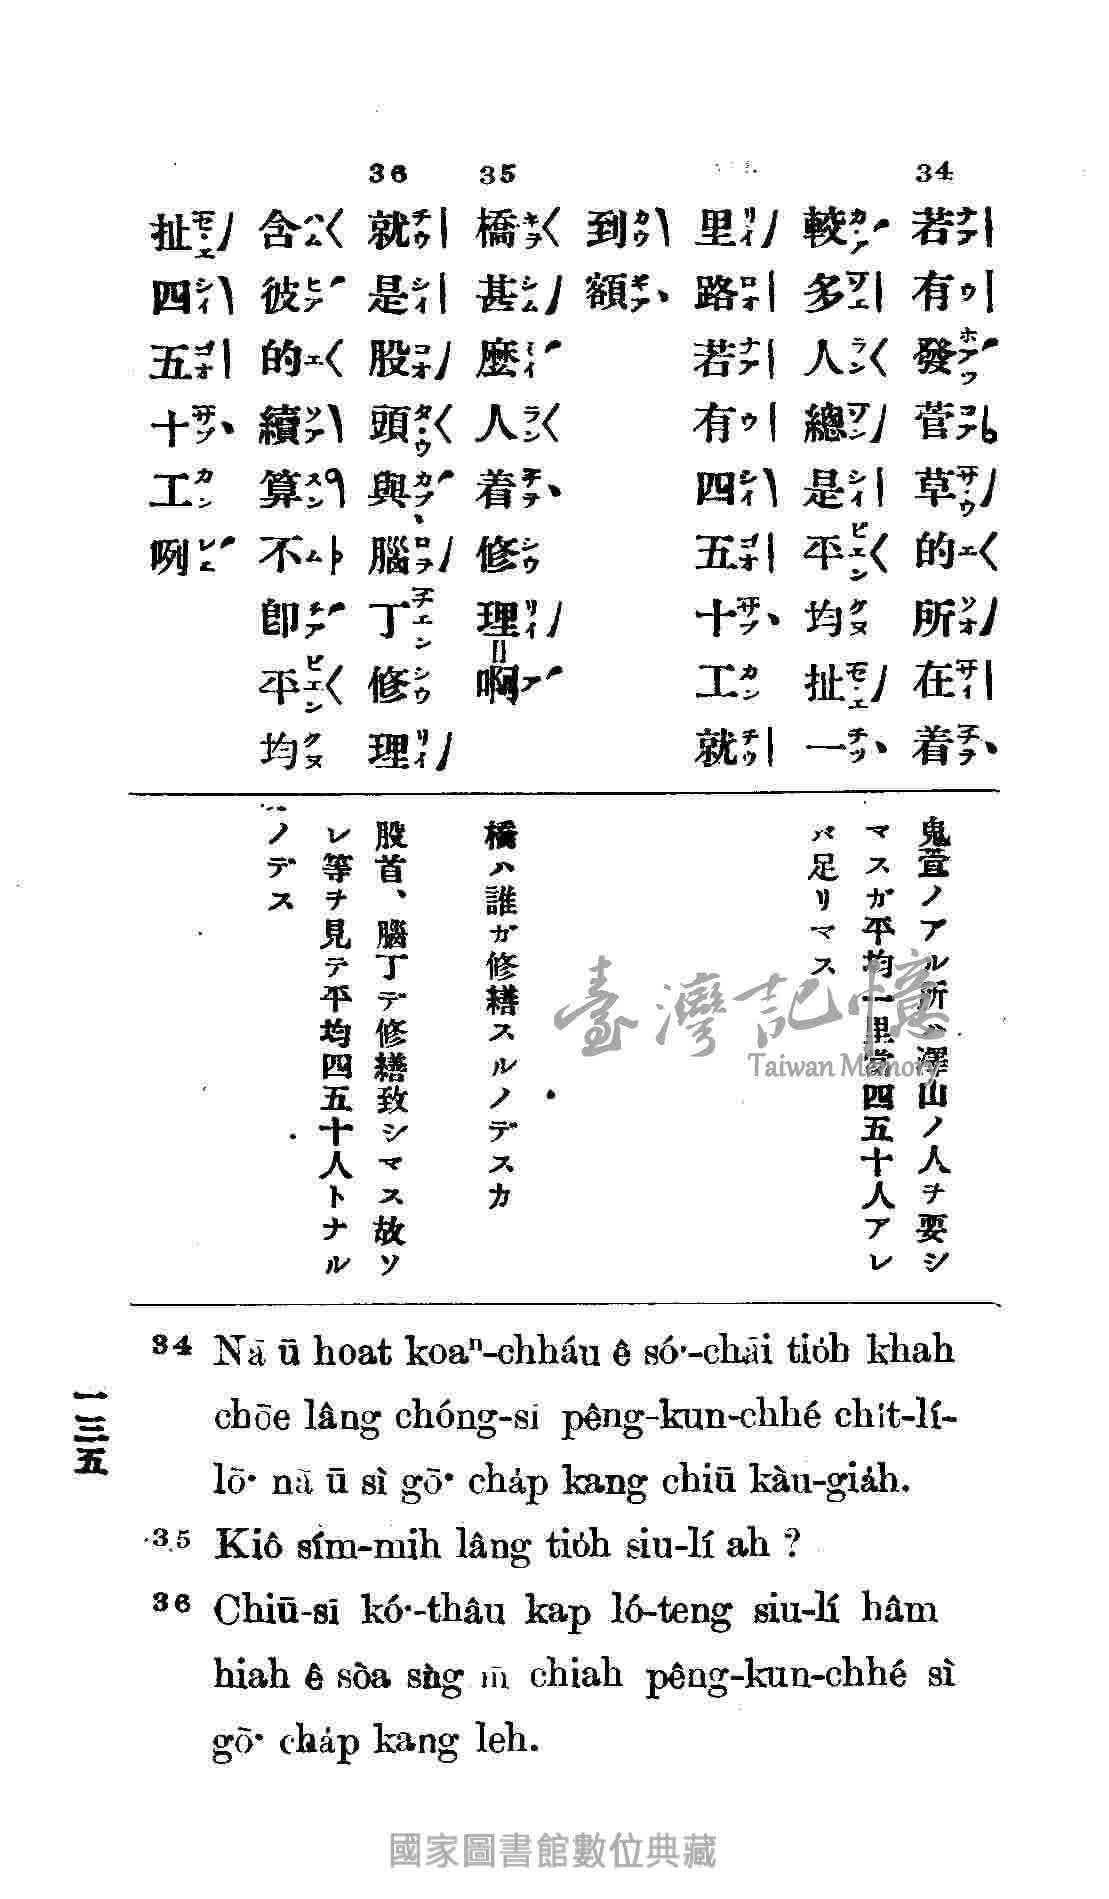 34
若有發菅草的所在着
較多人總是平均扯一
里路若有四五十工就
到額
35
橋甚麽人着修理＝啊
36
就是股頭與腦丁修理
含彼的續算不卽平均
扯四五十工咧
鬼萱ノアル所ハ澤山ノ人ヲ要シ
マスガ平均一里當四五十人アレ
バ足リマス
橋ハ誰ガ修繕スルノデスカ
股首、腦丁デ修繕致シマス故ソ
レ等ヲ見テ平均四五十人トナル
ノデス
34 Nā ū hoat koaⁿ-chháu ê só͘-chāi tio̍h khah
chōe lâng chóng-sī pêng-kun-chhé chi̍t-lí-
lō͘ nā ū sì gō͘ cha̍p kang chiū kàu-gia̍h.
35 Kiô sím-mih lâng tio̍h siu-lí ah ?
36 Chiū-sī kó͘-thâu kap ló-teng siu-lí hâm
hiah ê sòa sǹg m̄ chiah pêng-kun-chhé sì
gō͘ cha̍p kang leh.
一三五
臺灣記憶
Taiwan Memory
國家圖書館數位典藏